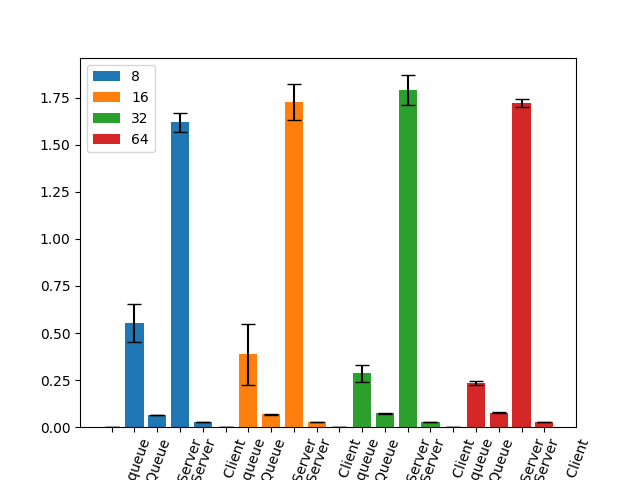 8
16
32
64
1.75
1.50
1.25
1.00
0.75
0.50
0.25
0.00
queue
Queue
Server
Server
Client
queue
Queue
Server
Server
Client
queue
Queue
Server
Server
Client
queue
Queue
Server
Server
Client